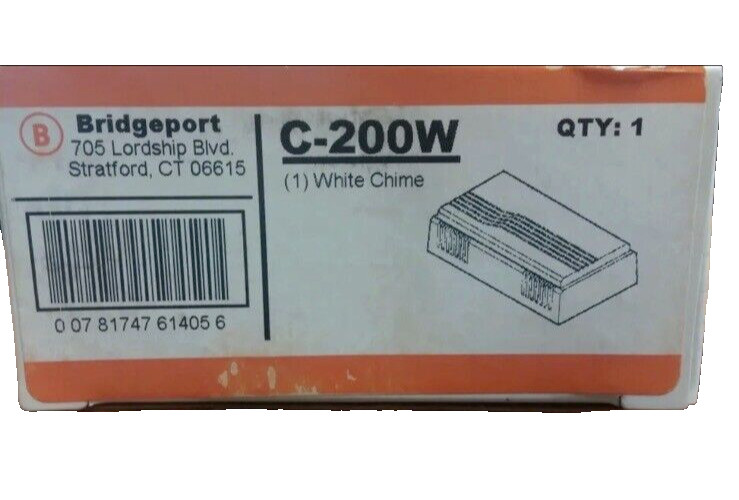 B
Bridgeport
705 Lordship Blvd.
Stratford, CT 06615
C-200W
(1) White Chime
QTY: 1
0 07 81747 61405 6